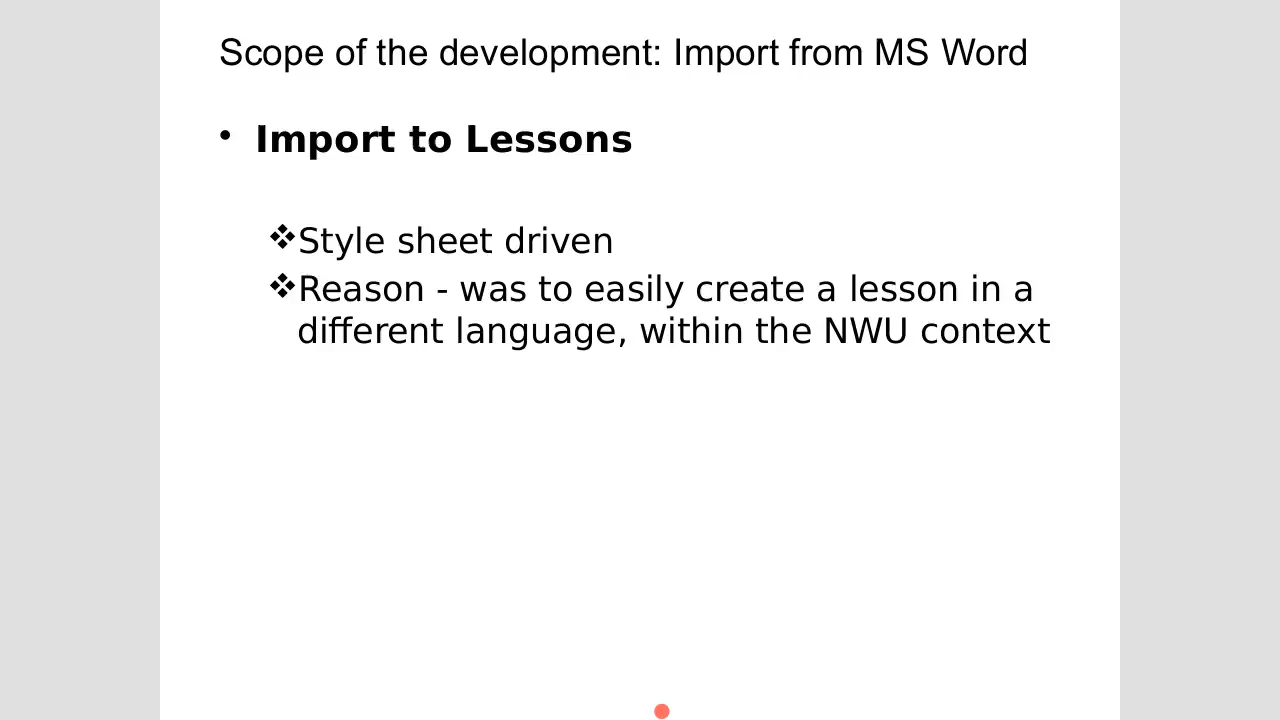 Scope of the development: Import from MS Word
• Import to Lessons
❖Style sheet driven
❖Reason - was to easily create a lesson in a
different language, within the NWU context